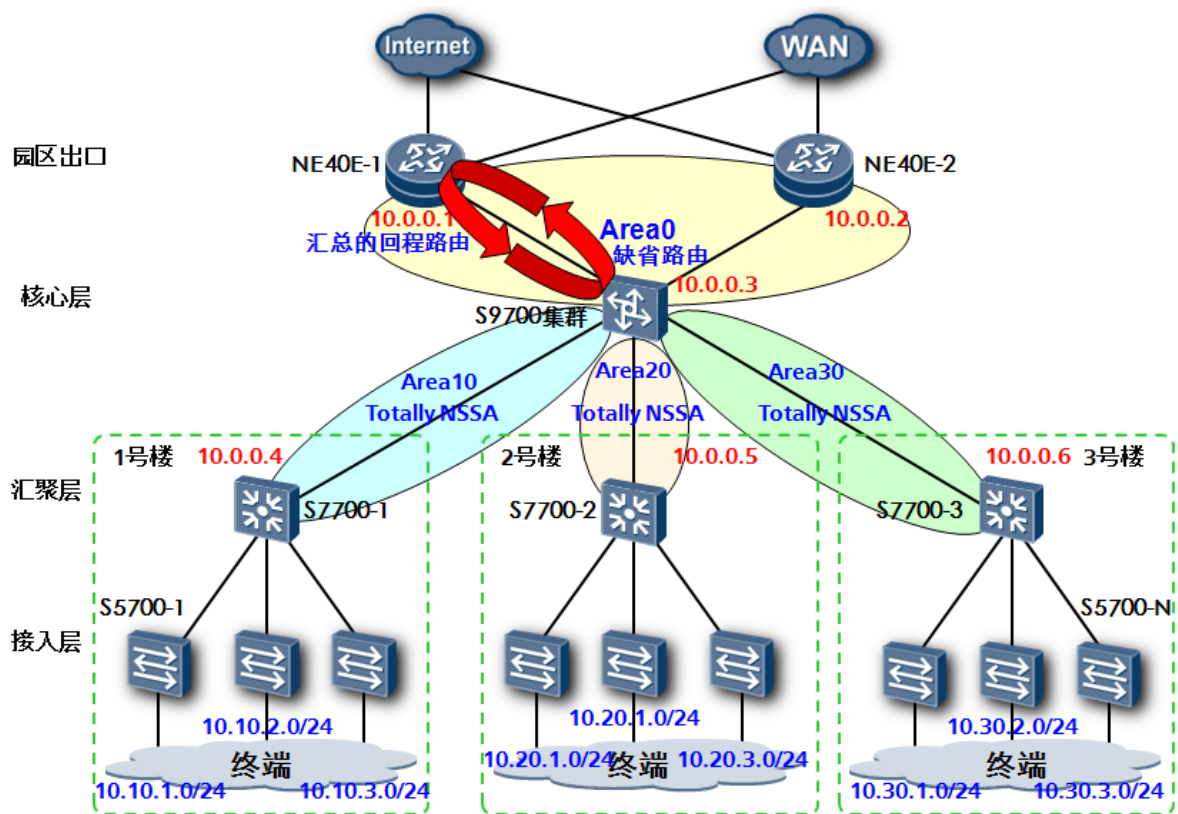 Internet
WAN
园区出口
NE40E-1
NE40E-2
10.0.0.1
10.0.0.2
Area0
汇总的回程路由
缺省路由
核心层
10.0.0.3
S9700集群
Area10
Totally NSSA
Area20
Totally NSSA
Area30
Totally NSSA
1号楼
10.0.0.4
2号楼
10.0.0.5
10.0.0.6
3号楼
汇聚层
S7700-1
S7700-2
S7700-3
S5700-1
S5700-N
接入层
10.10.2.0/24
10.20.1.0/24
10.30.2.0/24
终端
终端
终端
10.10.1.0/24
10.10.3.0/24
10.20.1.0/24
10.20.3.0/24
10.30.1.0/24
10.30.3.0/24